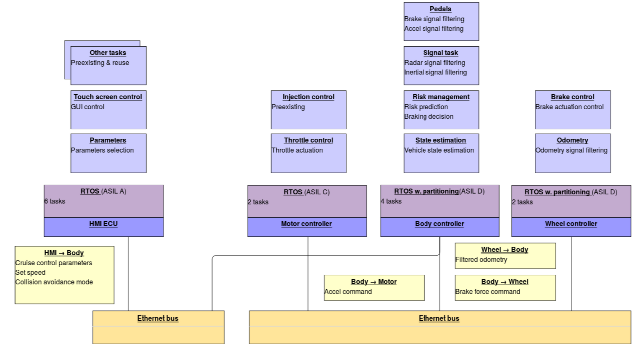 Pedals
Brake signal filtering
Accel signal filtering
Other tasks
Preexisting & reuse
Signal task
Radar signal filtering
Inertial signal filtering
Touch screen control
GUI control
Injection control
Preexisting
Risk management
Risk prediction
Braking decision
Brake control
Brake actuation control
Parameters
Parameters selection
Throttle control
Throttle actuation
State estimation
Vehicle state estimation
Odometry
Odometry signal filtering
RTOS (ASIL A)
6 tasks
HMI ECU
RTOS (ASIL C)
2 tasks
Motor controller
RTOS w. partitioning(ASIL D)
4 tasks
Body controller
RTOS w. partitioning (ASIL D)
2 tasks
Wheel controller
HMI → Body
Cruise control parameters
Set speed
Collision avoidance mode
Wheel → Body
Filtered odometry
Body → Motor
Accel command
Body → Wheel
Brake force command
Ethernet bus
Ethernet bus